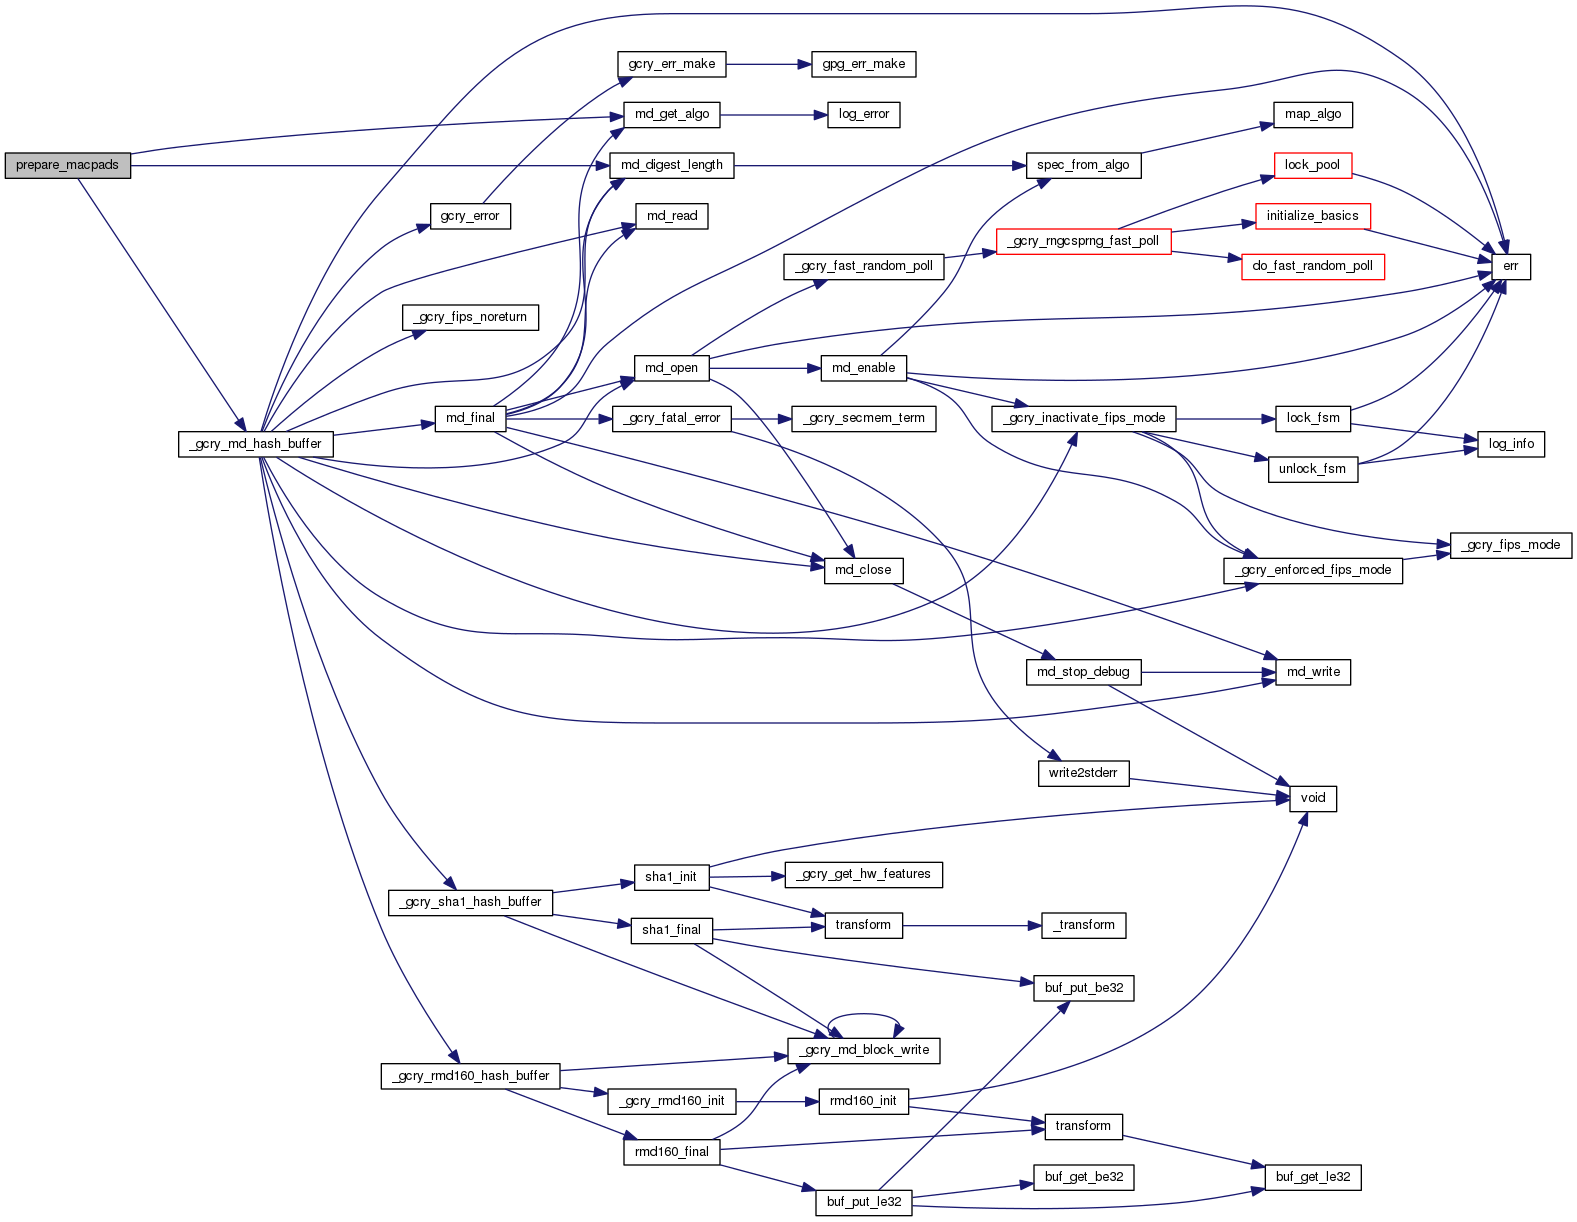 prepare_macpads
_gcry_md_hash_buffer
gcry_error
_gcry_fips_noreturn
md_final
_gcry_sha1_hash_buffer
_gcry_rmd160_hash_buffer
gcry_err_make
md_get_algo
md_digest_length
md_read
md_open
_gcry_fatal_error
sha1_init
sha1_final
_gcry_rmd160_init
rmd160_final
gpg_err_make
log_error
_gcry_fast_random_poll
md_enable
_gcry_secmem_term
md_close
_gcry_get_hw_features
transform
_gcry_md_block_write
rmd160_init
buf_put_le32
spec_from_algo
_gcry_rngcsprng_fast_poll
_gcry_inactivate_fips_mode
md_stop_debug
write2stderr
_transform
buf_put_be32
transform
buf_get_be32
map_algo
lock_pool
initialize_basics
do_fast_random_poll
lock_fsm
unlock_fsm
_gcry_enforced_fips_mode
md_write
void
buf_get_le32
err
log_info
_gcry_fips_mode